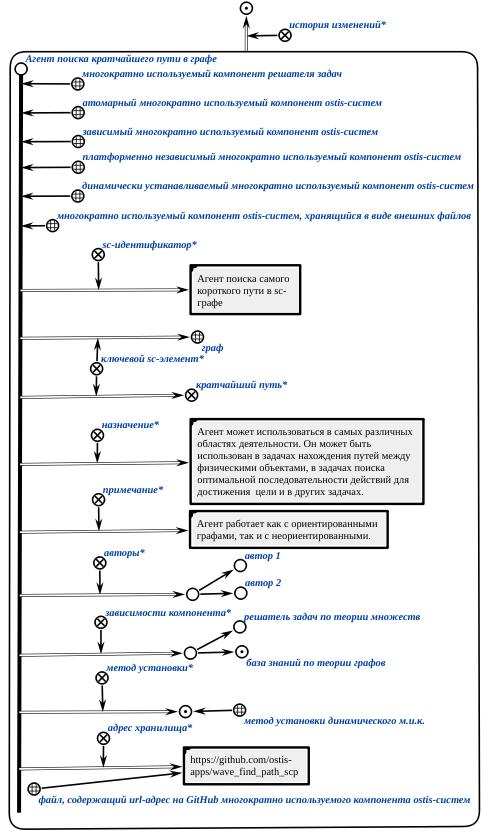 история изменений*
Агент поиска кратчайшего пути в графе
многократно используемый компонент решателя задач
атомарный многократно используемый компонент ostis-систем
зависимый многократно используемый компонент ostis-систем
платформенно независимый многократно используемый компонент ostis-систем
динамически устанавливаемый многократно используемый компонент ostis-систем
многократно используемый компонент ostis-систем, хранящийся в виде внешних файлов
sc-идентификатор*
Агент поиска самого
короткого пути в sc-
графе
граф
ключевой sc-элемент*
кратчайший путь*
назначение*
Агент может использоваться в самых различных
областях деятельности. Он может быть
использован в задачах нахождения путей между
физическими объектами, в задачах поиска
оптимальной последовательности действий для
достижения цели и в других задачах.
примечание*
Агент работает как с ориентированными
графами, так и с неориентированными.
авторы*
автор 1
автор 2
зависимости компонента*
решатель задач по теории множеств
база знаний по теории графов
метод установки*
метод установки динамического м.и.к.
адрес хранилища*
https://github.com/ostis-
apps/wave_find_path_scp
файл, содержащий url-адрес на GitHub многократно используемого компонента ostis-систем